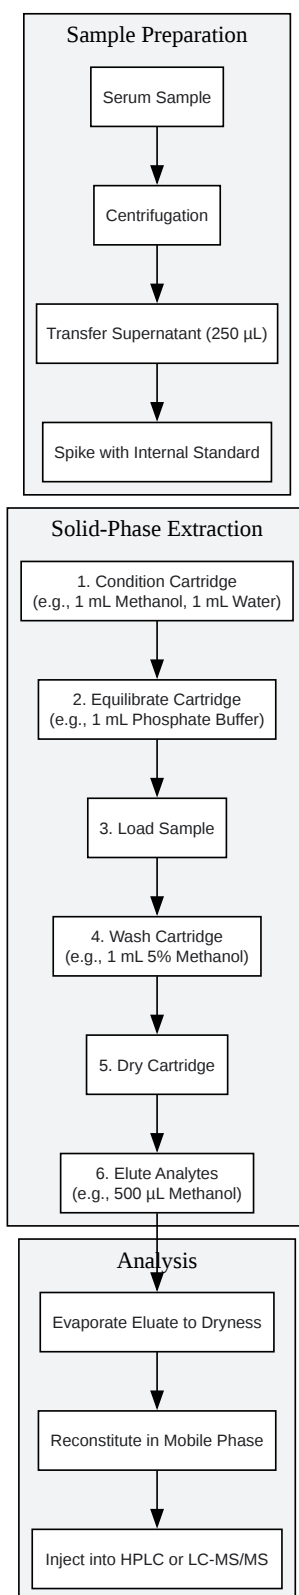 Sample Preparation
Serum Sample
Centrifugation
Transfer Supernatant (250 µL)
Spike with Internal Standard
Solid-Phase Extraction
1. Condition Cartridge
(e.g., 1 mL Methanol, 1 mL Water)
2. Equilibrate Cartridge
(e.g., 1 mL Phosphate Buffer)
3. Load Sample
4. Wash Cartridge
(e.g., 1 mL 5% Methanol)
5. Dry Cartridge
6. Elute Analytes
(e.g., 500 µL Methanol)
Analysis
Evaporate Eluate to Dryness
Reconstitute in Mobile Phase
Inject into HPLC or LC-MS/MS